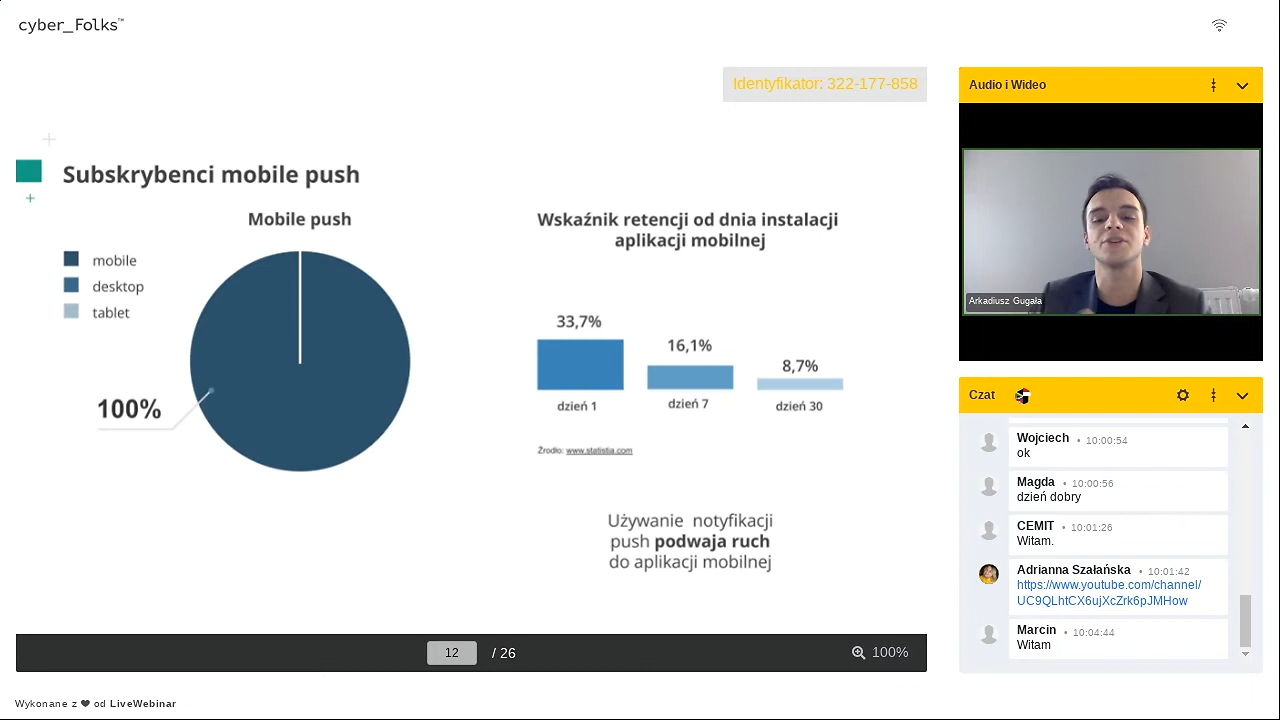 cyber_Folks™
Identyfikator: 322-177-858
Subskrybenci mobile push
Mobile push
mobile
desktop
tablet
100%
Wskaźnik retencji od dnia instalacji
aplikacji mobilnej
33,7%
16,1%
8,7%
dzień 1
dzień 7
dzień 30
Źrodło: www.statistia.com
Używanie notyfikacji
push podwaja ruch
do aplikacji mobilnej
12 / 26
100%
Audio i Wideo
Arkadiusz Gugała
Czat
Wojciech • 10:00:54
ok
Magda • 10:00:56
dzień dobry
CEMIT • 10:01:26
Witam.
Adrianna Szałańska • 10:01:42
https://www.youtube.com/channel/
UC9QLhtCX6ujXcZrk6pJMHow
Marcin • 10:04:44
Witam
Wykonane z ❤ od LiveWebinar